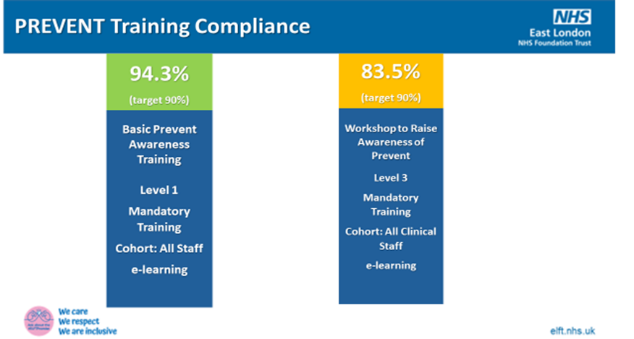 PREVENT Training Compliance
NHS
East London
NHS Foundation Trust
94.3%
(target 90%)
Basic Prevent
Awareness
Training
Level 1
Mandatory
Training
Cohort: All Staff
e-learning
83.5%
(target 90%)
Workshop to Raise
Awareness of
Prevent
Level 3
Mandatory
Training
Cohort: All Clinical
Staff
e-learning
We care
We respect
We are inclusive
elft.nhs.uk